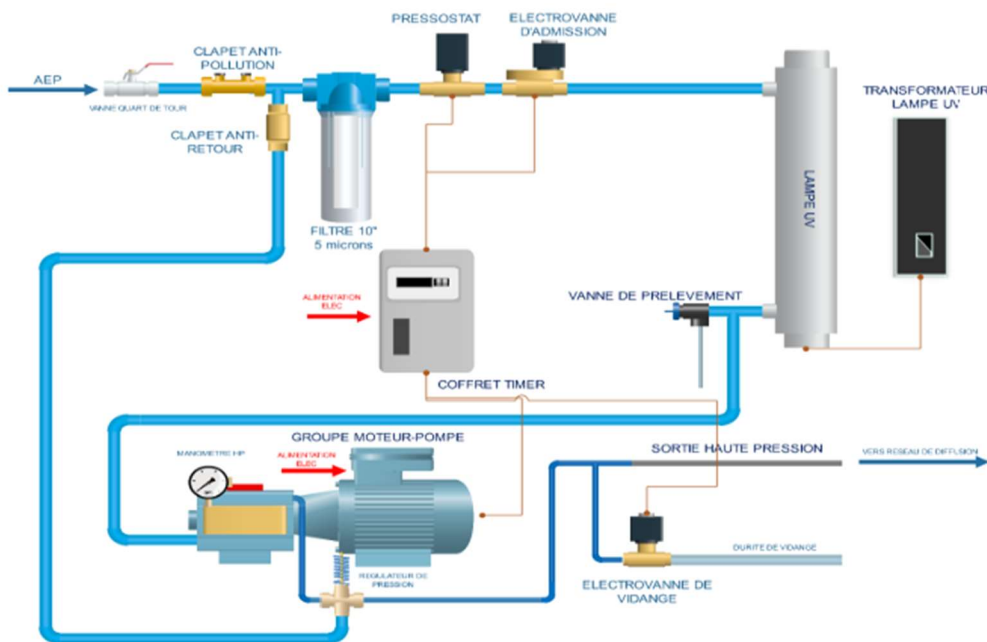 PRESSOSTAT
ELECTROVANNE
D'ADMISSION
CLAPET ANTI-
POLLUTION
AEP
VANNE QUART DE TOUR
CLAPET ANTI-
RETOUR
TRANSFORMATEUR
LAMPE UV
LAMPE UV
FILTRE 10"
5 microns
ALIMENTATION
ELEC
VANNE DE PRELEVEMENT
COFFRET TIMER
GROUPE MOTEUR-POMPE
MANOMETRE HP
ALIMENTATION
ELEC
SORTIE HAUTE PRESSION
VERS RESEAU DE DIFFUSION
DURITE DE VIDANGE
REGULATEUR DE
PRESSION
ELECTROVANNE DE
VIDANGE